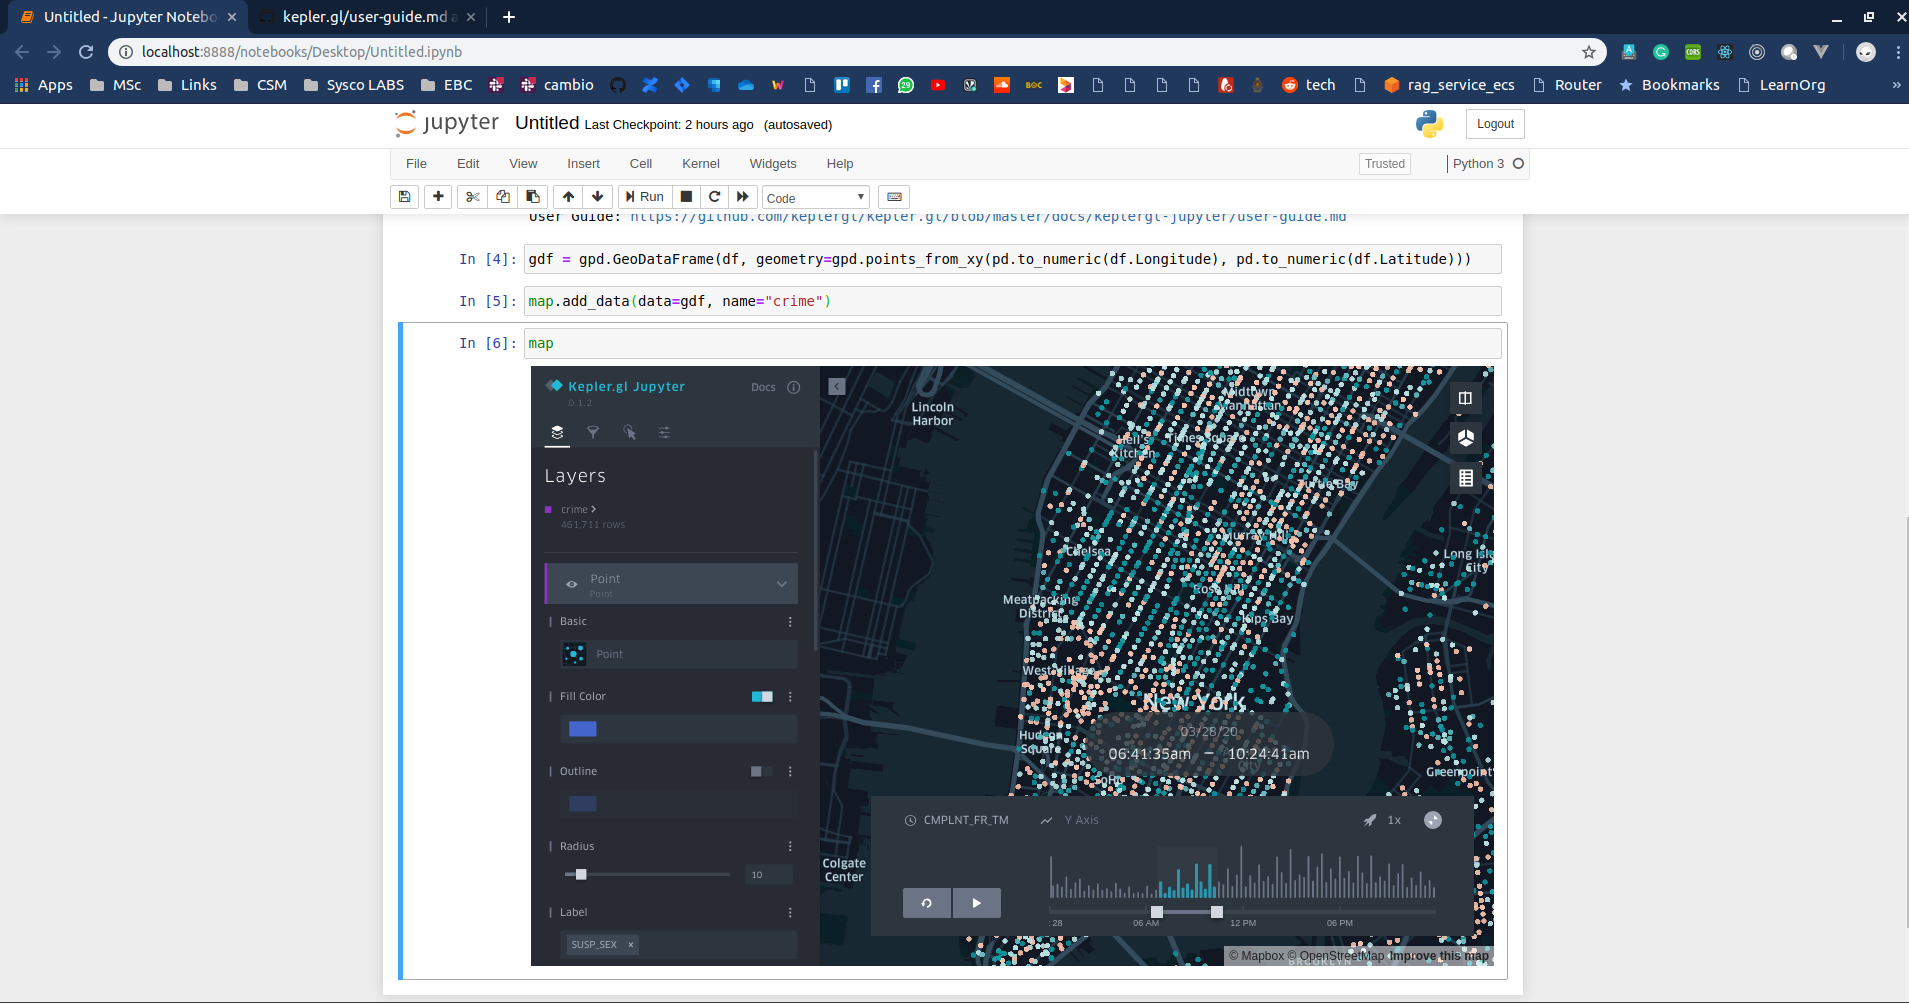 Untitled - Jupyter Notebo
kepler.gl/user-guide.md a
localhost:8888/notebooks/Desktop/Untitled.ipynb
Apps MSc Links CSM Sysco LABS EBC cambio BOC tech rag_service_ecs Router Bookmarks LearnOrg »
jupyter Untitled Last Checkpoint: 2 hours ago (autosaved) Logout
File Edit View Insert Cell Kernel Widgets Help Trusted Python 3
Run Code
User Guide: https://github.com/keplergl/kepler.gl/blob/master/docs/keplergl-jupyter/user-guide.md
In [4]: gdf = gpd.GeoDataFrame(df, geometry=gpd.points_from_xy(pd.to_numeric(df.Longitude), pd.to_numeric(df.Latitude)))
In [5]: map.add_data(data=gdf, name="crime")
In [6]: map
Kepler.gl Jupyter
0.1.2
Docs
Layers
crime
461,711 rows
Point
Point
Basic
Point
Fill Color
Outline
Radius
10
Label
SUSP_SEX ×
Lincoln
Harbor
Midtown
Manhattan
Hell's
Kitchen
Times Square
Turtle Bay
Murray Hill
Chelsea
Long Isl
City
Rose Hill
Meatpacking
District
Kips Bay
West Village
New York
Hudson
Square
03/28/20
06:41:35am – 10:24:41am
City
SoHo
Greenpoint
Colgate
Center
CMPLNT_FR_TM
Y Axis
1x
28 06 AM 12 PM 06 PM
BROOKLYN
© Mapbox © OpenStreetMap Improve this map